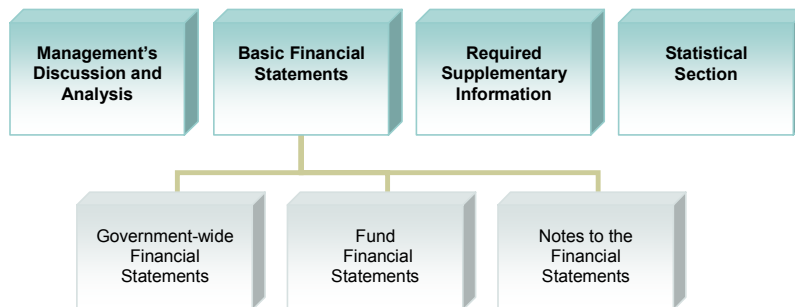 Management’s
Discussion and
Analysis
Basic Financial
Statements
Required
Supplementary
Information
Statistical
Section
Government-wide
Financial
Statements
Fund
Financial
Statements
Notes to the
Financial
Statements